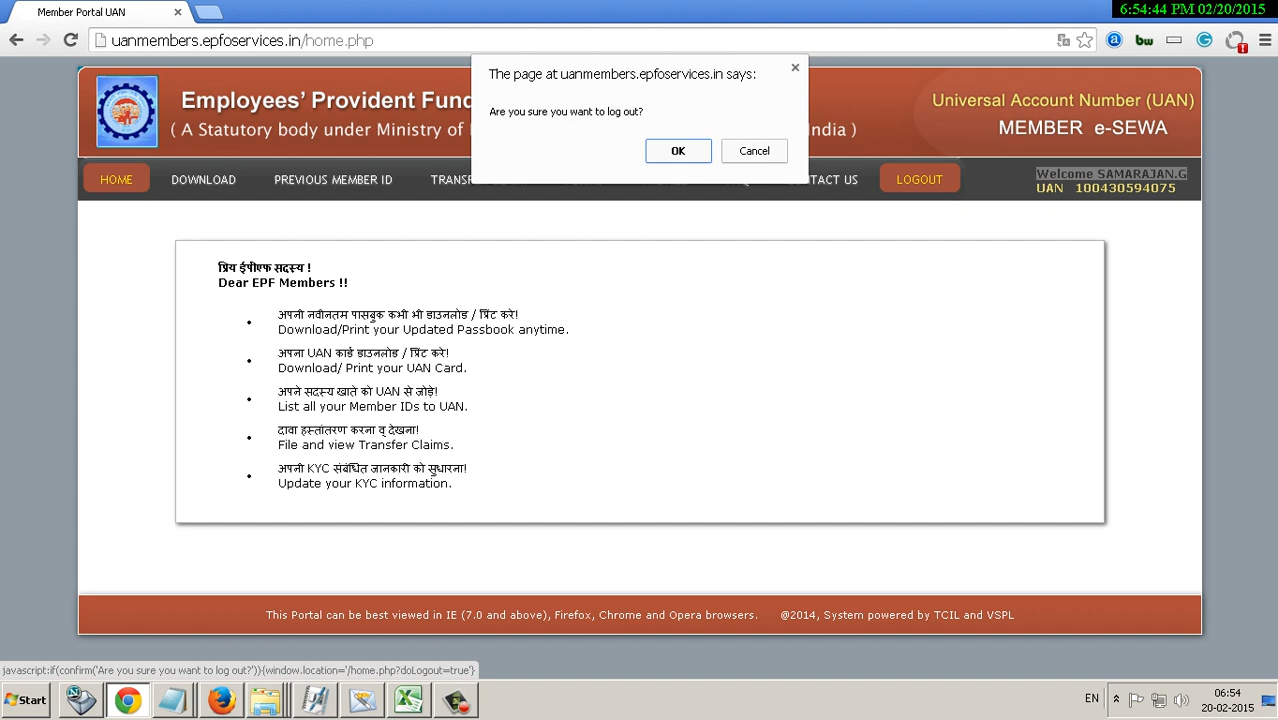 Member Portal UAN
6:54:44 PM 02/20/2015
uanmembers.epfoservices.in/home.php
The page at uanmembers.epfoservices.in says:
Are you sure you want to log out?
OK Cancel
Employees' Provident Fund
( A Statutory body under Ministry of India )
Universal Account Number (UAN)
MEMBER e-SEWA
HOME DOWNLOAD PREVIOUS MEMBER ID LOGOUT
Welcome SAMARAJAN.G
UAN 100430594075
प्रिय ईपीएफ सदस्य !
Dear EPF Members !!
• अपनी नवीनतम पासबुक कभी भी डाउनलोड / प्रिंट करे!
Download/Print your Updated Passbook anytime.
• अपना UAN कार्ड डाउनलोड / प्रिंट करे!
Download/ Print your UAN Card.
• अपने सदस्य खाते को UAN से जोड़े!
List all your Member IDs to UAN.
• दावा हस्तांतरण करना व् देखना!
File and view Transfer Claims.
• अपनी KYC संबंधित जानकारी को सुधारना!
Update your KYC information.
This Portal can be best viewed in IE (7.0 and above), Firefox, Chrome and Opera browsers. @2014, System powered by TCIL and VSPL
javascript:if(confirm('Are you sure you want to log out?')){window.location='/home.php?doLogout=true'}
Start
EN
06:54
20-02-2015